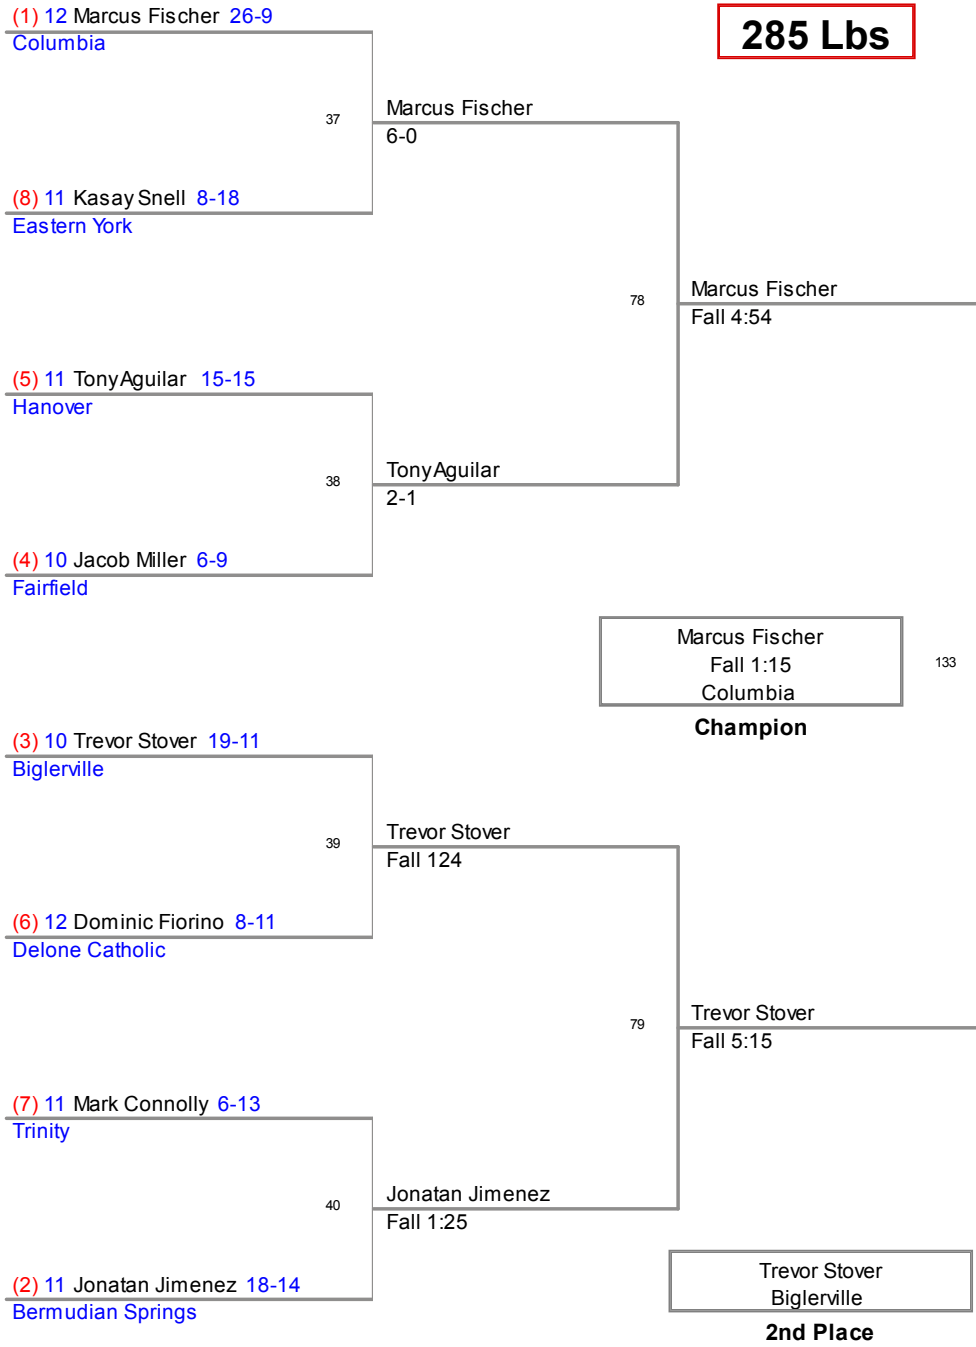 (1) 12 Marcus Fischer 26-9
Columbia
285 Lbs
37
Marcus Fischer
6-0
(8) 11 Kasay Snell 8-18
Eastern York
78
Marcus Fischer
Fall 4:54
(5) 11 Tony Aguilar 15-15
Hanover
38
Tony Aguilar
2-1
(4) 10 Jacob Miller 6-9
Fairfield
Marcus Fischer
Fall 1:15
Columbia
133
Champion
(3) 10 Trevor Stover 19-11
Biglerville
39
Trevor Stover
Fall 124
(6) 12 Dominic Fiorino 8-11
Delone Catholic
79
Trevor Stover
Fall 5:15
(7) 11 Mark Connolly 6-13
Trinity
40
Jonatan Jimenez
Fall 1:25
(2) 11 Jonatan Jimenez 18-14
Bermudian Springs
Trevor Stover
Biglerville
2nd Place